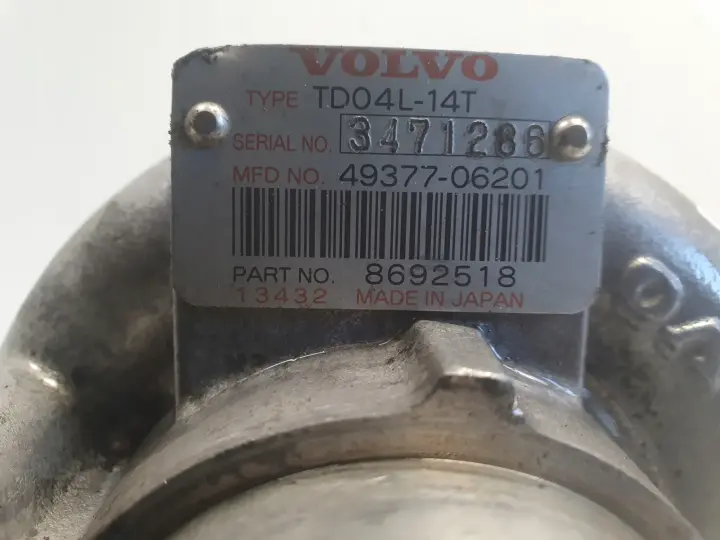 VOLVO
TYPE TD04L-14T
SERIAL NO. 3471286
MFD NO. 49377-06201
PART NO. 8692518
13432 MADE IN JAPAN